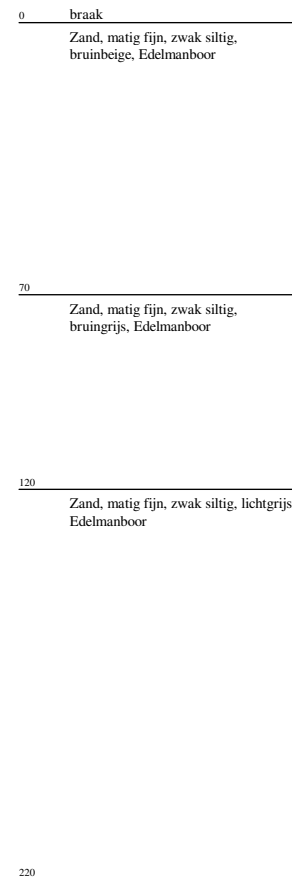 0 braak
Zand, matig fijn, zwak siltig,
bruinbeige, Edelmanboor
70
Zand, matig fijn, zwak siltig,
bruingrijs, Edelmanboor
120
Zand, matig fijn, zwak siltig, lichtgrijs
Edelmanboor
220